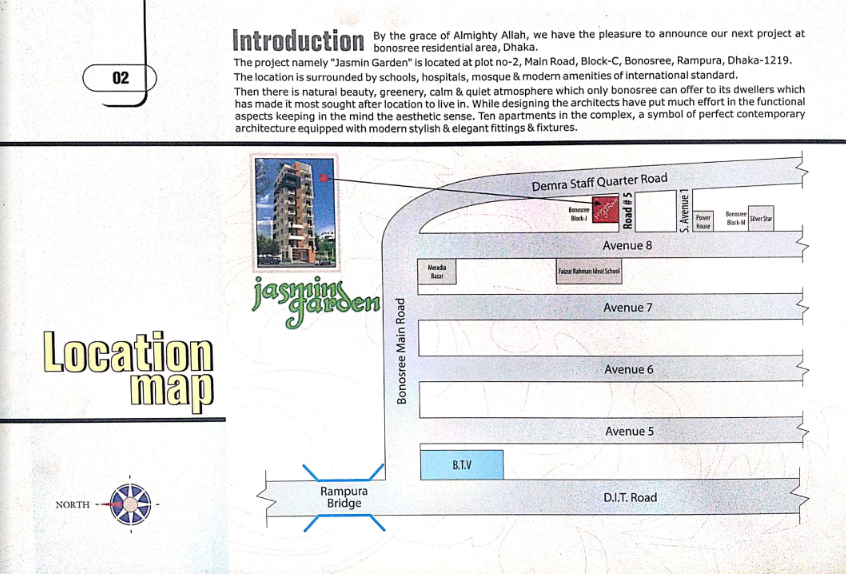 Introduction By the grace of Almighty Allah, we have the pleasure to announce our next project at
bonosree residential area, Dhaka.
The project namely "Jasmin Garden" is located at plot no-2, Main Road, Block-C, Bonosree, Rampura, Dhaka-1219.
The location is surrounded by schools, hospitals, mosque & modern amenities of international standard.
Then there is natural beauty, greenery, calm & quiet atmosphere which only bonosree can offer to its dwellers which
has made it most sought after location to live in. While designing the architects have put much effort in the functional
aspects keeping in the mind the aesthetic sense. Ten apartments in the complex, a symbol of perfect contemporary
architecture equipped with modern stylish & elegant fittings & fixtures.
02
jasmin
garden
Location
map
NORTH
Demra Staff Quarter Road
Bonosree
Block-J
Road # 5
S. Avenue 1
Power
House
Bonosree
Block-M
Silver Star
Avenue 8
Meradia
Bazar
Faizur Rahman Ideal School
Avenue 7
Bonosree Main Road
Avenue 6
Avenue 5
B.T.V
Rampura
Bridge
D.I.T. Road